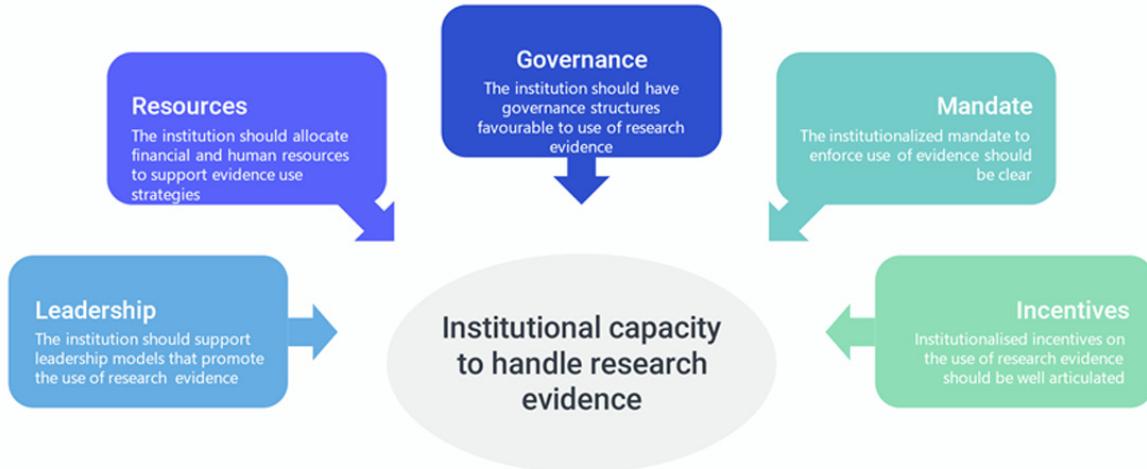 Governance
The institution should have
governance structures
favourable to use of research
evidence
Resources
The institution should allocate
financial and human resources
to support evidence use
strategies
Mandate
The institutionalized mandate to
enforce use of evidence should
be clear
Leadership
The institution should support
leadership models that promote
the use of research evidence
Institutional capacity
to handle research
evidence
Incentives
Institutionalised incentives on
the use of research evidence
should be well articulated